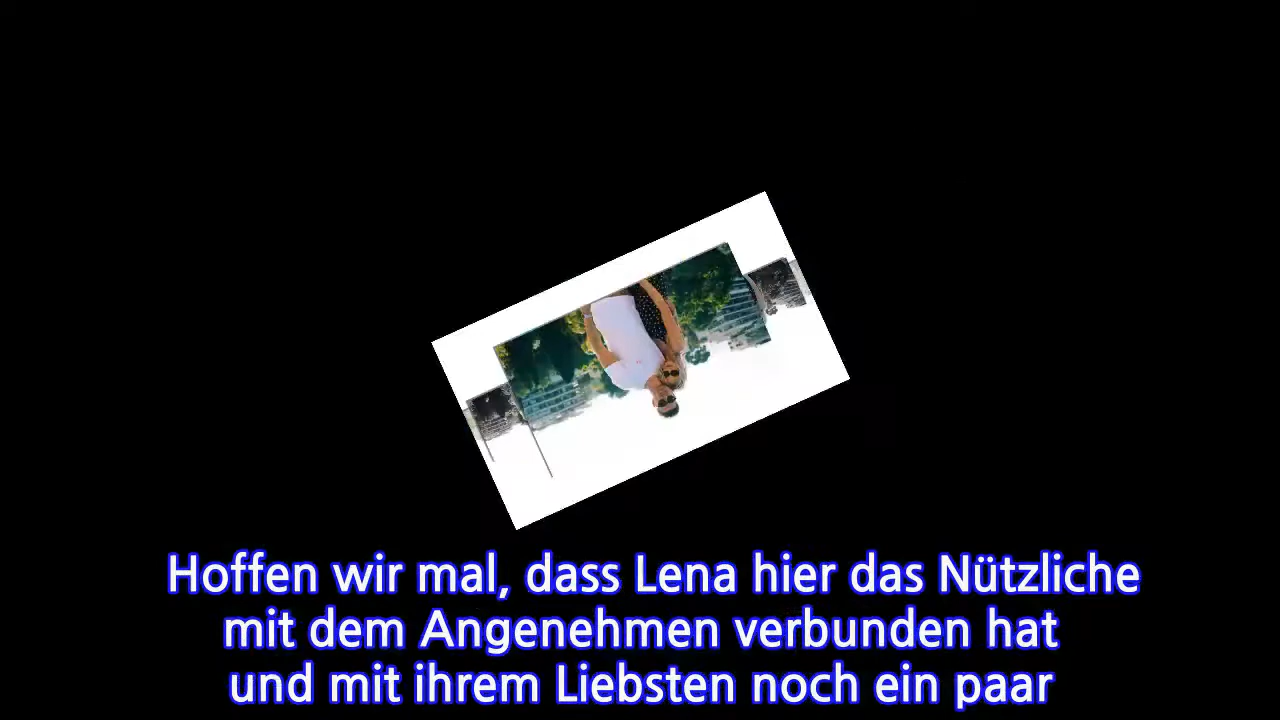 Hoffen wir mal, dass Lena hier das Nützliche
mit dem Angenehmen verbunden hat
und mit ihrem Liebsten noch ein paar